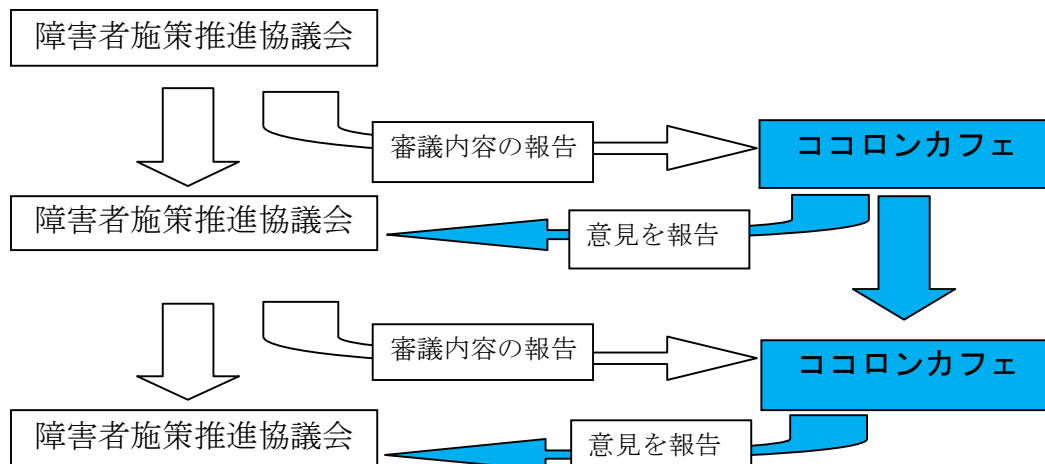 障害者施策推進協議会
審議内容の報告
ココロンカフェ
障害者施策推進協議会
意見を報告
審議内容の報告
ココロンカフェ
障害者施策推進協議会
意見を報告